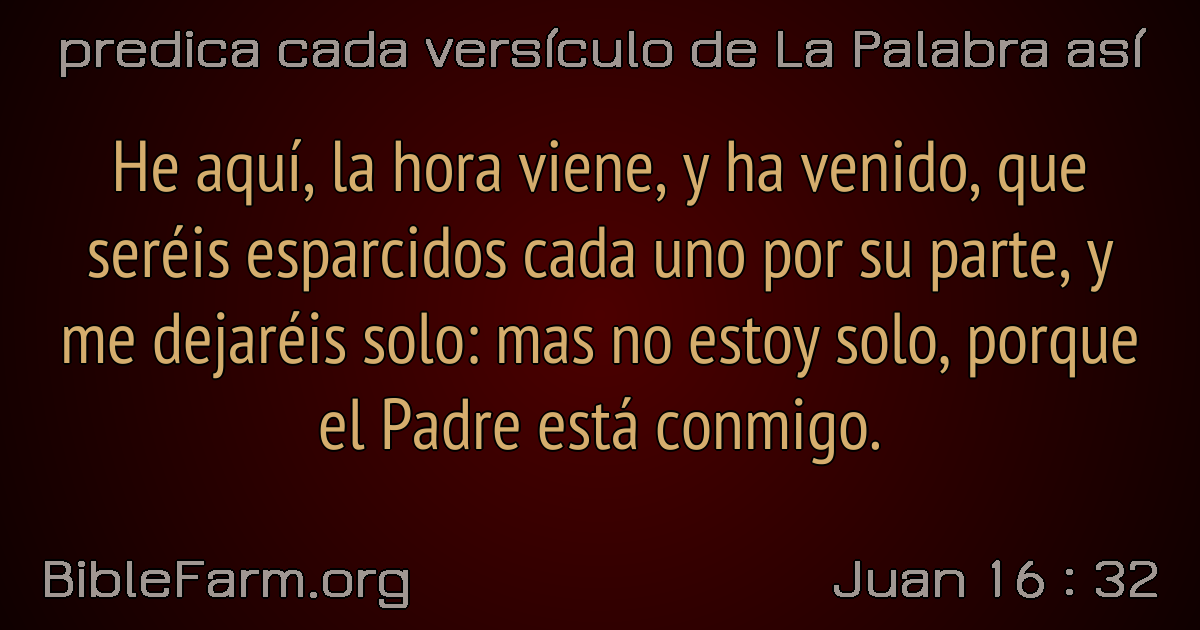 predica cada versículo de La Palabra así
He aquí, la hora viene, y ha venido, que
seréis esparcidos cada uno por su parte, y
me dejaréis solo: mas no estoy solo, porque
el Padre está conmigo.
BibleFarm.org
Juan 16 : 32